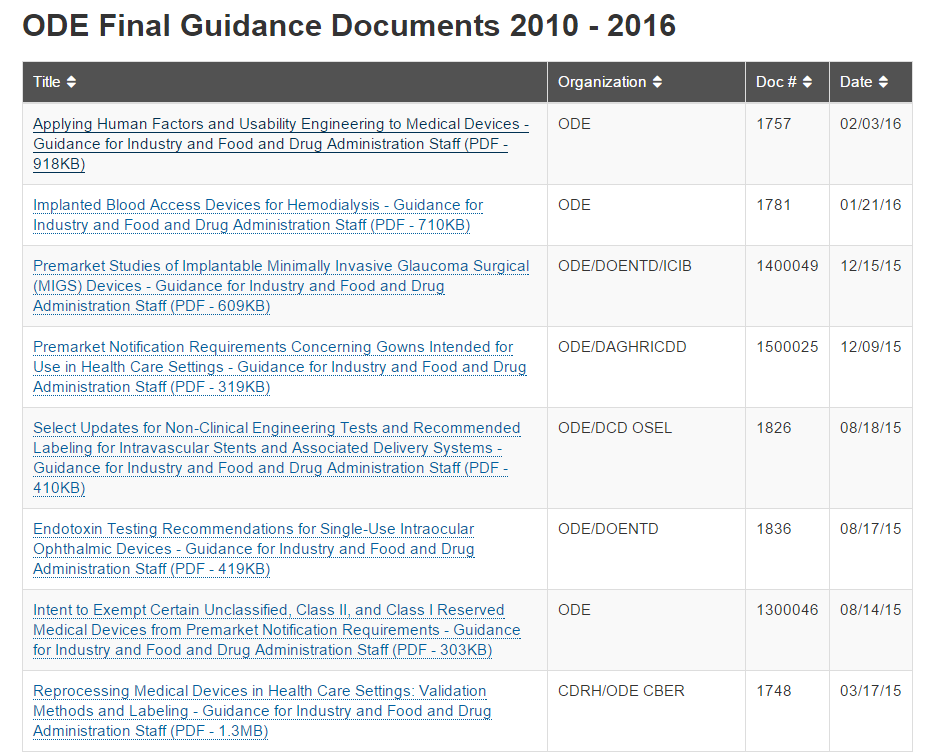 ODE Final Guidance Documents 2010 - 2016
Title Organization Doc # Date
Applying Human Factors and Usability Engineering to Medical Devices - ODE 1757 02/03/16
Guidance for Industry and Food and Drug Administration Staff (PDF -
918KB)
Implanted Blood Access Devices for Hemodialysis - Guidance for ODE 1781 01/21/16
Industry and Food and Drug Administration Staff (PDF - 710KB)
Premarket Studies of Implantable Minimally Invasive Glaucoma Surgical ODE/DOENTD/ICIB 1400049 12/15/15
(MIGS) Devices - Guidance for Industry and Food and Drug
Administration Staff (PDF - 609KB)
Premarket Notification Requirements Concerning Gowns Intended for ODE/DAGHRICDD 1500025 12/09/15
Use in Health Care Settings - Guidance for Industry and Food and Drug
Administration Staff (PDF - 319KB)
Select Updates for Non-Clinical Engineering Tests and Recommended ODE/DCD OSEL 1826 08/18/15
Labeling for Intravascular Stents and Associated Delivery Systems -
Guidance for Industry and Food and Drug Administration Staff (PDF -
410KB)
Endotoxin Testing Recommendations for Single-Use Intraocular ODE/DOENTD 1836 08/17/15
Ophthalmic Devices - Guidance for Industry and Food and Drug
Administration Staff (PDF - 419KB)
Intent to Exempt Certain Unclassified, Class II, and Class I Reserved ODE 1300046 08/14/15
Medical Devices from Premarket Notification Requirements - Guidance
for Industry and Food and Drug Administration Staff (PDF - 303KB)
Reprocessing Medical Devices in Health Care Settings: Validation CDRH/ODE CBER 1748 03/17/15
Methods and Labeling - Guidance for Industry and Food and Drug
Administration Staff (PDF - 1.3MB)